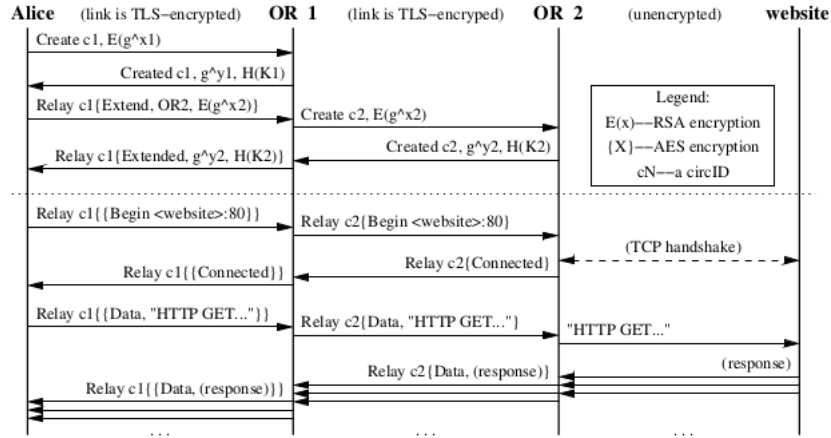 Alice (link is TLS−encrypted) OR 1 (link is TLS−encrypted) OR 2 (unencrypted) website
Create c1, E(g^x1)
Created c1, g^y1, H(K1)
Relay c1{Extend, OR2, E(g^x2)}
Create c2, E(g^x2)
Created c2, g^y2, H(K2)
Relay c1{Extended, g^y2, H(K2)}
Legend:
E(x)−−RSA encryption
{X}−−AES encryption
cN−−a circID
Relay c1{{Begin <website>:80}}
Relay c2{Begin <website>:80}
(TCP handshake)
Relay c2{Connected}
Relay c1{{Connected}}
Relay c1{{Data, "HTTP GET..."}}
Relay c2{Data, "HTTP GET..."}
"HTTP GET..."
(response)
Relay c2{Data, (response)}
Relay c1{{Data, (response)}}
. . . . . . . . .